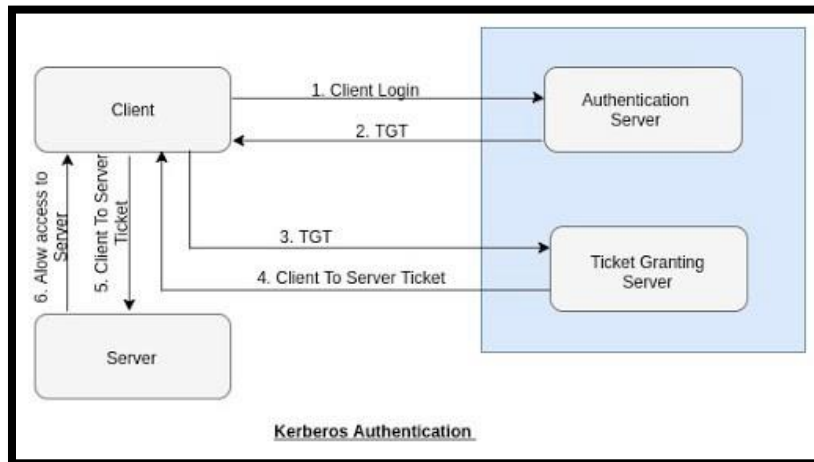 Client
1. Client Login
Authentication
Server
2. TGT
3. TGT
Ticket Granting
Server
4. Client To Server Ticket
5. Client To Server
Ticket
6. Alow access to
Server
Server
Kerberos Authentication